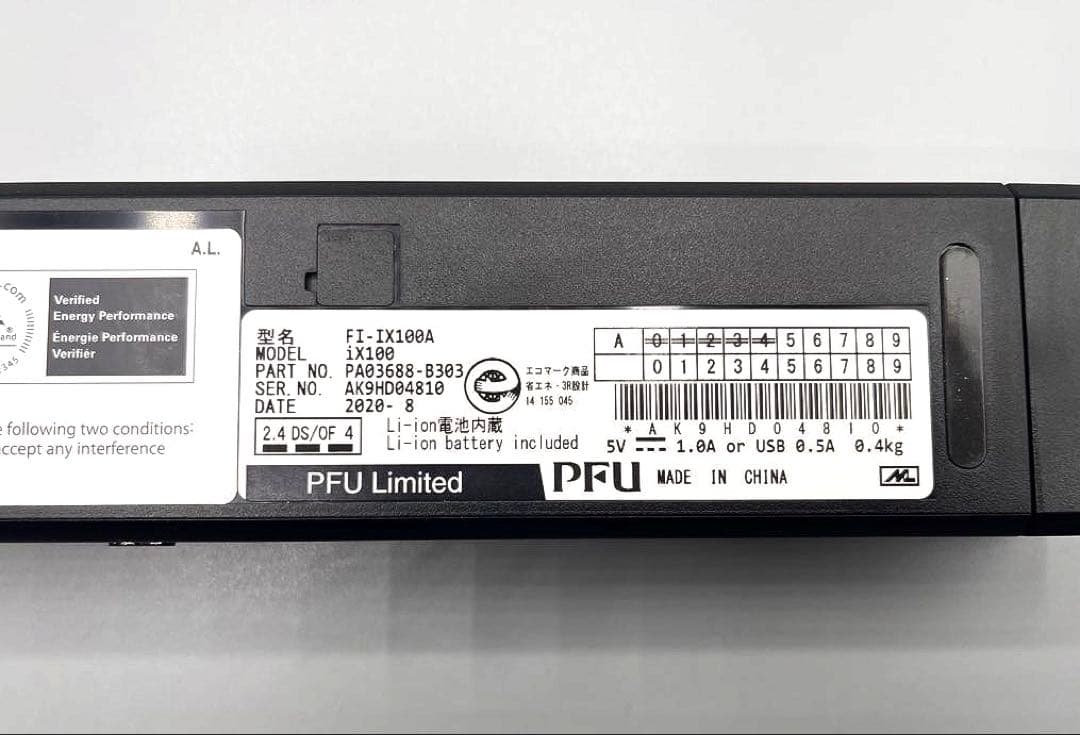 A.L.
Verified
Energy Performance
Énergie Performance
Vérifiér
e following two conditions:
accept any interference
型名 FI-IX100A
MODEL iX100
PART NO. PA03688-B303
SER.NO. AK9HD04810
DATE 2020- 8
エコマーク商品
省エネ・3R設計
14 155 045
2.4 DS/OF 4
Li-ion電池内蔵
Li-ion battery included
A 0 1 2 3 4 5 6 7 8 9
0 1 2 3 4 5 6 7 8 9
* A K 9 H D 0 4 8 1 0 *
5V 1.0A or USB 0.5A 0.4kg
PFU Limited
PFU MADE IN CHINA